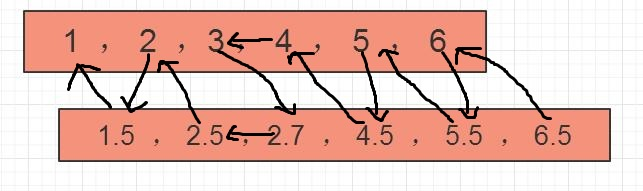 1 ， 2 ， 3 ， 4 ， 5 ， 6
1.5 ， 2.5 ， 2.7 ， 4.5 ， 5.5 ， 6.5